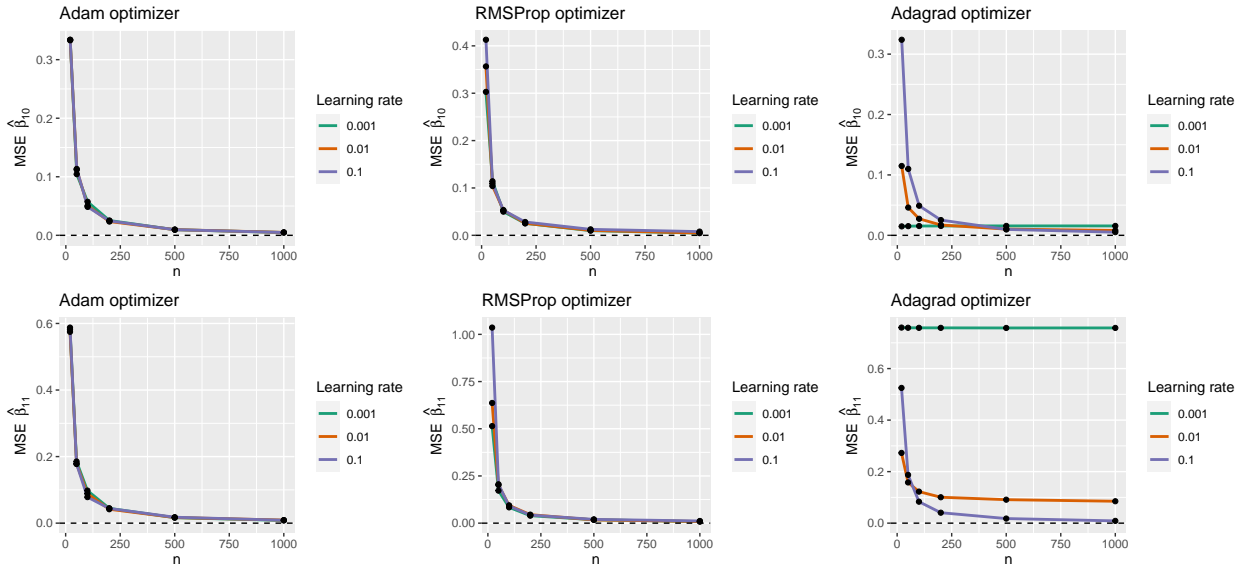 Adam optimizer
MSE β̂₁₀
0.3
0.2
0.1
0.0
0 250 500 750 1000
n
Learning rate
0.001
0.01
0.1
RMSProp optimizer
MSE β̂₁₀
0.4
0.3
0.2
0.1
0.0
0 250 500 750 1000
n
Learning rate
0.001
0.01
0.1
Adagrad optimizer
MSE β̂₁₀
0.3
0.2
0.1
0.0
0 250 500 750 1000
n
Learning rate
0.001
0.01
0.1
Adam optimizer
MSE β̂₁₁
0.6
0.4
0.2
0.0
0 250 500 750 1000
n
Learning rate
0.001
0.01
0.1
RMSProp optimizer
MSE β̂₁₁
1.00
0.75
0.50
0.25
0.00
0 250 500 750 1000
n
Learning rate
0.001
0.01
0.1
Adagrad optimizer
MSE β̂₁₁
0.6
0.4
0.2
0.0
0 250 500 750 1000
n
Learning rate
0.001
0.01
0.1